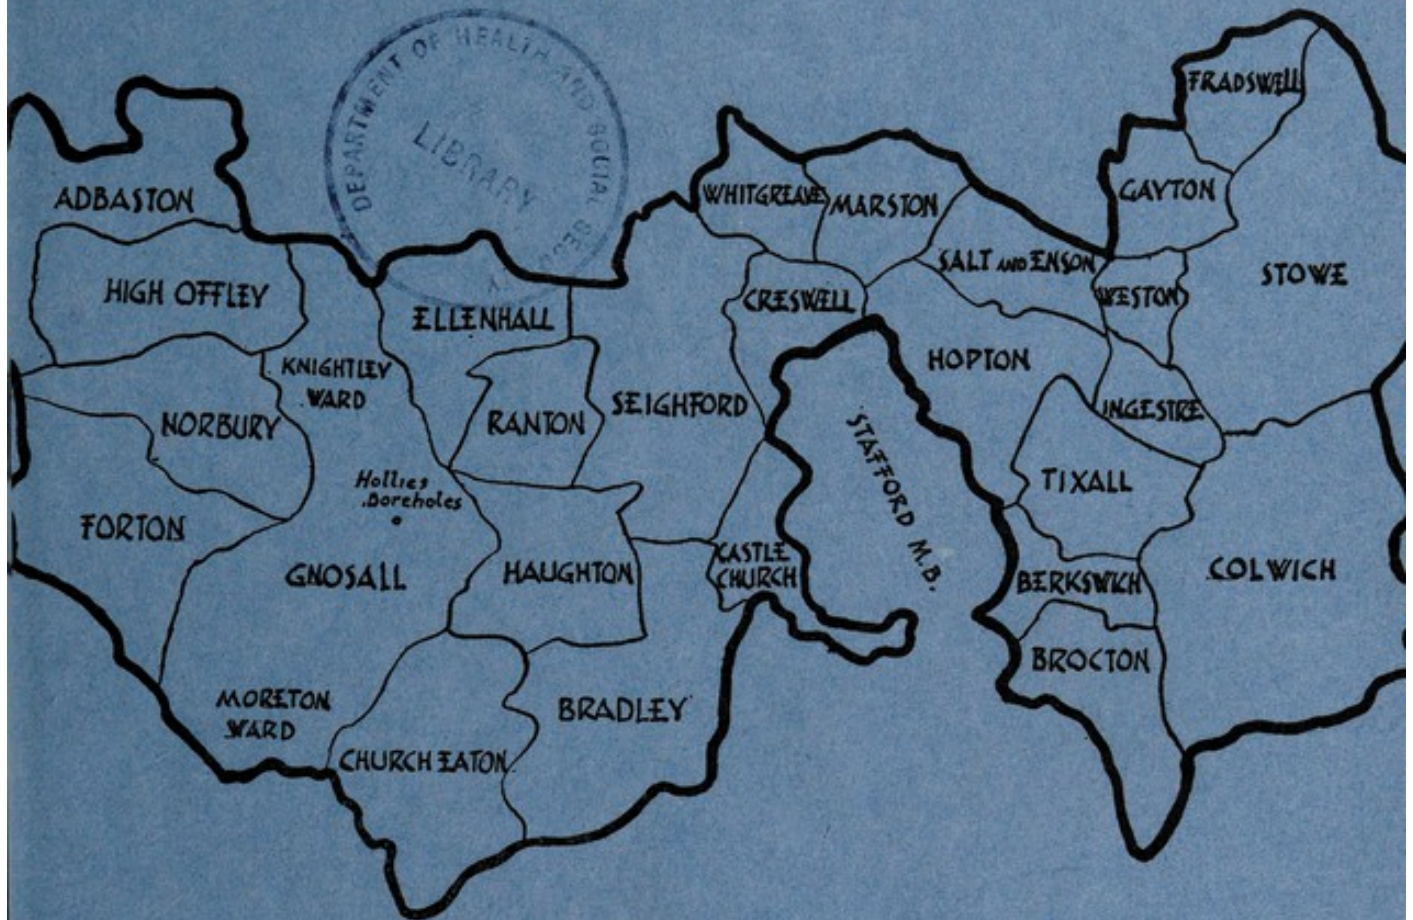 DEPARTMENT OF HEALTH AND SOCIAL
LIBRARY
FRADSWELL
ADBASTON
WHITGREAVE
MARSTON
GAYTON
HIGH OFFLEY
SALT AND ENSON
STOWE
ELLENHALL
CRESWELL
WESTON
KNIGHTLEY
WARD
HOPTON
NORBURY
RANTON
SEIGHFORD
INGESTRE
Hollies
Boreholes
STAFFORD M.B.
TIXALL
FORTON
GNOSALL
HAUGHTON
CASTLE
CHURCH
BERKSWICH
COLWICH
BROCTON
MORETON
WARD
BRADLEY
CHURCH EATON